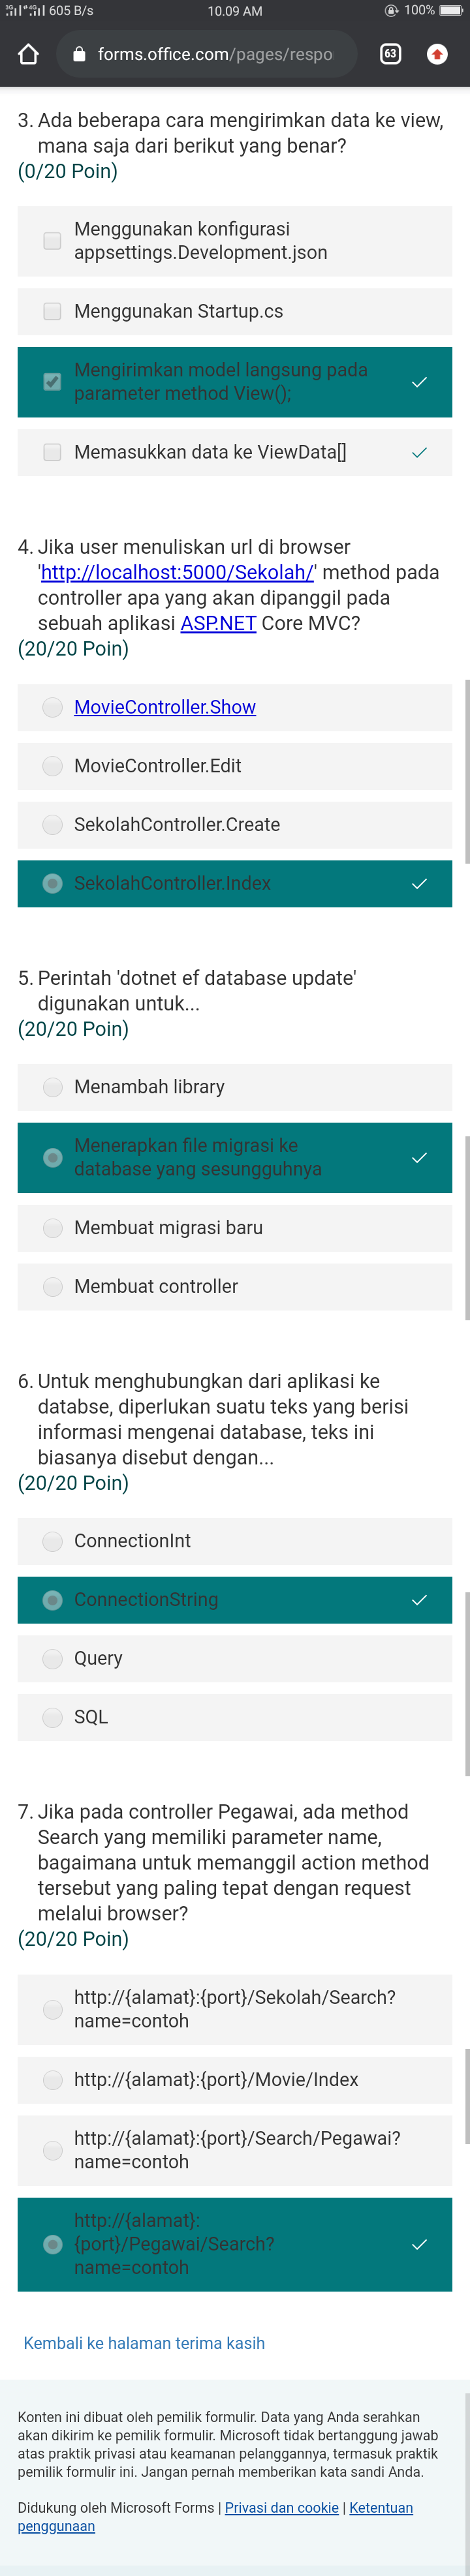 3G 4G 605 B/s 10.09 AM 100%
forms.office.com/pages/respo 63
3. Ada beberapa cara mengirimkan data ke view,
mana saja dari berikut yang benar?
(0/20 Poin)
Menggunakan konfigurasi
appsettings.Development.json
Menggunakan Startup.cs
Mengirimkan model langsung pada
parameter method View();
Memasukkan data ke ViewData[]
4. Jika user menuliskan url di browser
'http://localhost:5000/Sekolah/' method pada
controller apa yang akan dipanggil pada
sebuah aplikasi ASP.NET Core MVC?
(20/20 Poin)
MovieController.Show
MovieController.Edit
SekolahController.Create
SekolahController.Index
5. Perintah 'dotnet ef database update'
digunakan untuk...
(20/20 Poin)
Menambah library
Menerapkan file migrasi ke
database yang sesungguhnya
Membuat migrasi baru
Membuat controller
6. Untuk menghubungkan dari aplikasi ke
databse, diperlukan suatu teks yang berisi
informasi mengenai database, teks ini
biasanya disebut dengan...
(20/20 Poin)
ConnectionInt
ConnectionString
Query
SQL
7. Jika pada controller Pegawai, ada method
Search yang memiliki parameter name,
bagaimana untuk memanggil action method
tersebut yang paling tepat dengan request
melalui browser?
(20/20 Poin)
http://{alamat}:{port}/Sekolah/Search?
name=contoh
http://{alamat}:{port}/Movie/Index
http://{alamat}:{port}/Search/Pegawai?
name=contoh
http://{alamat}:
{port}/Pegawai/Search?
name=contoh
Kembali ke halaman terima kasih
Konten ini dibuat oleh pemilik formulir. Data yang Anda serahkan
akan dikirim ke pemilik formulir. Microsoft tidak bertanggung jawab
atas praktik privasi atau keamanan pelanggannya, termasuk praktik
pemilik formulir ini. Jangan pernah memberikan kata sandi Anda.
Didukung oleh Microsoft Forms | Privasi dan cookie | Ketentuan
penggunaan